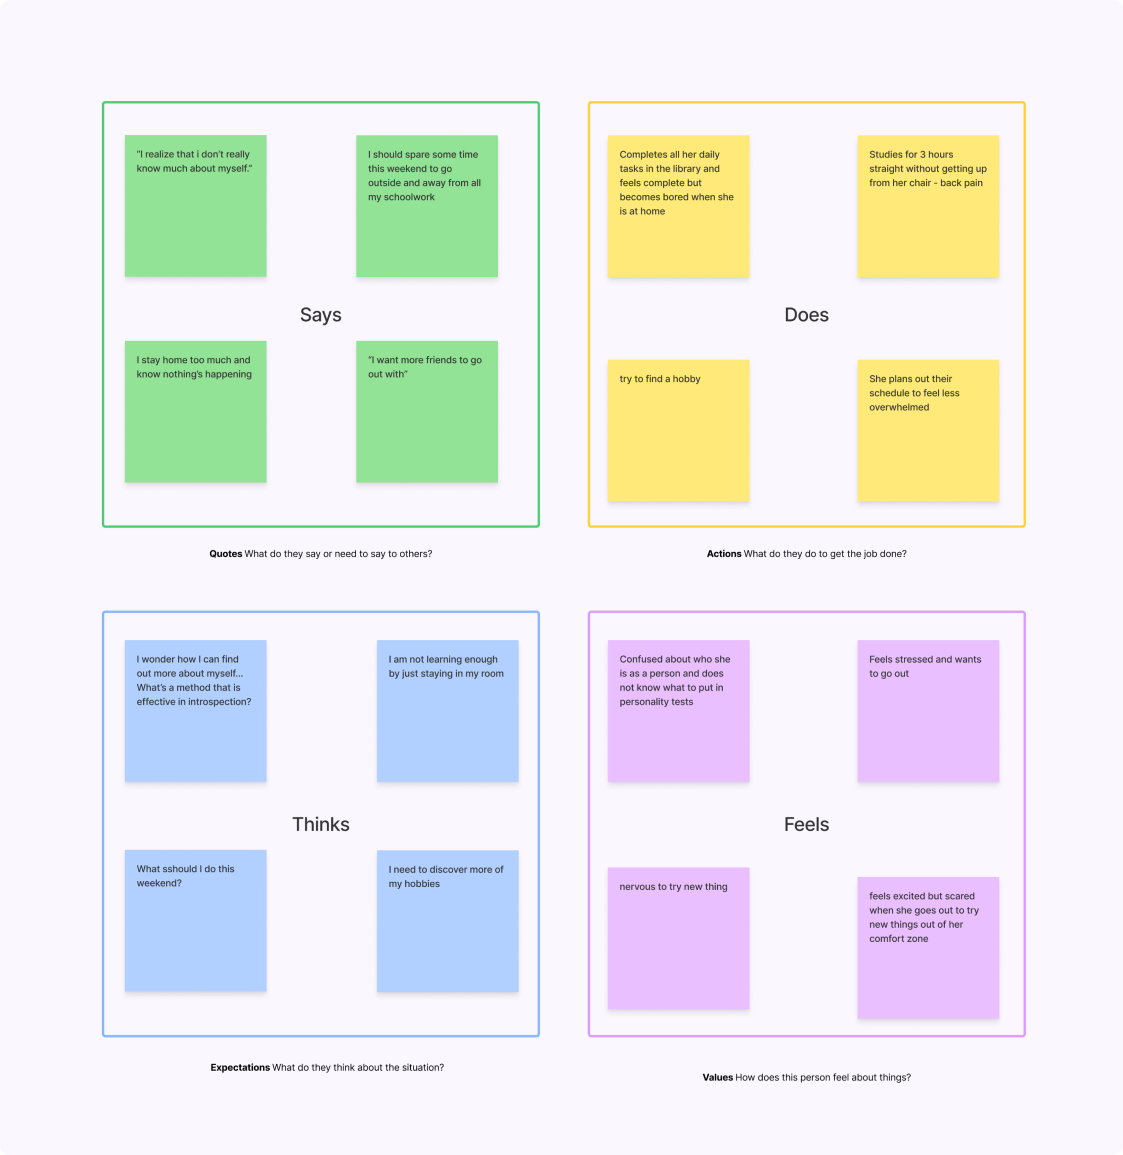 “I realize that i don’t really
know much about myself.”
I should spare some time
this weekend to go
outside and away from all
my schoolwork
Says
I stay home too much and
know nothing’s happening
“I want more friends to go
out with”
Quotes What do they say or need to say to others?
Completes all her daily
tasks in the library and
feels complete but
becomes bored when she
is at home
Studies for 3 hours
straight without getting up
from her chair - back pain
Does
try to find a hobby
She plans out their
schedule to feel less
overwhelmed
Actions What do they do to get the job done?
I wonder how I can find
out more about myself...
What’s a method that is
effective in introspection?
I am not learning enough
by just staying in my room
Thinks
What sshould I do this
weekend?
I need to discover more of
my hobbies
Expectations What do they think about the situation?
Confused about who she
is as a person and does
not know what to put in
personality tests
Feels stressed and wants
to go out
Feels
nervous to try new thing
feels excited but scared
when she goes out to try
new things out of her
comfort zone
Values How does this person feel about things?